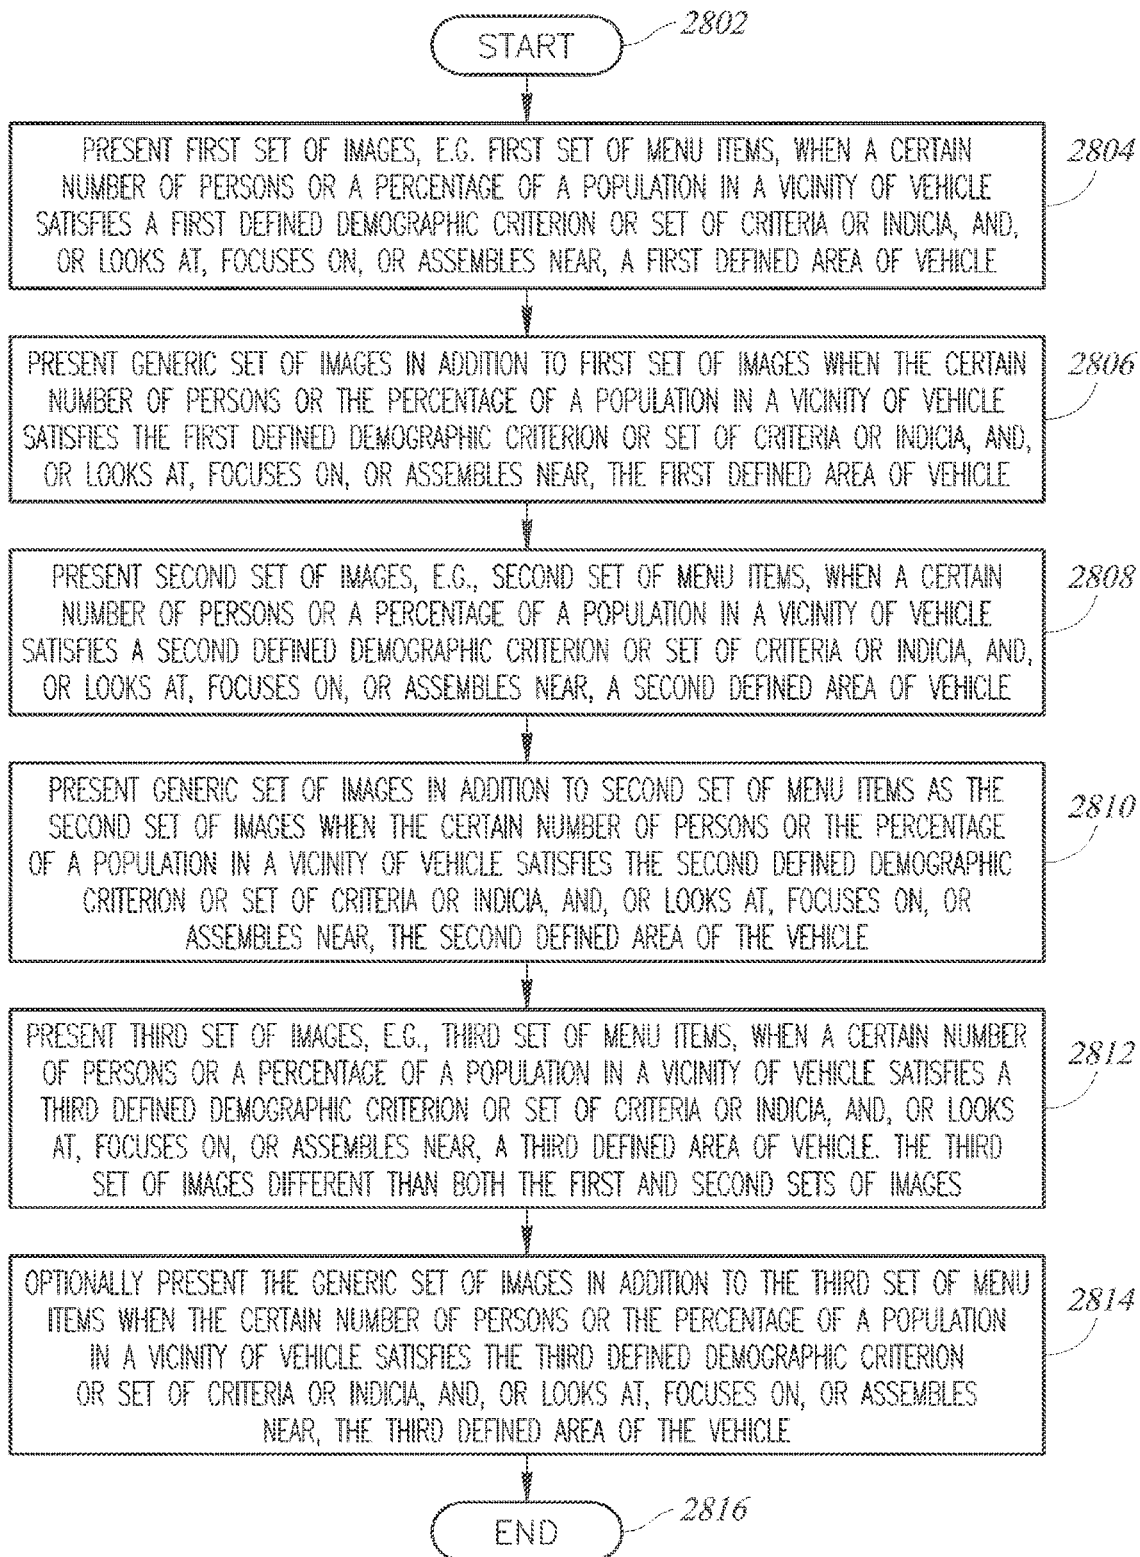 START
2802
PRESENT FIRST SET OF IMAGES, E.G. FIRST SET OF MENU ITEMS, WHEN A CERTAIN
NUMBER OF PERSONS OR A PERCENTAGE OF A POPULATION IN A VICINITY OF VEHICLE
SATISFIES A FIRST DEFINED DEMOGRAPHIC CRITERION OR SET OF CRITERIA OR INDICIA, AND,
OR LOOKS AT, FOCUSES ON, OR ASSEMBLES NEAR, A FIRST DEFINED AREA OF VEHICLE
2804
PRESENT GENERIC SET OF IMAGES IN ADDITION TO FIRST SET OF IMAGES WHEN THE CERTAIN
NUMBER OF PERSONS OR THE PERCENTAGE OF A POPULATION IN A VICINITY OF VEHICLE
SATISFIES THE FIRST DEFINED DEMOGRAPHIC CRITERION OR SET OF CRITERIA OR INDICIA, AND,
OR LOOKS AT, FOCUSES ON, OR ASSEMBLES NEAR, THE FIRST DEFINED AREA OF VEHICLE
2806
PRESENT SECOND SET OF IMAGES, E.G., SECOND SET OF MENU ITEMS, WHEN A CERTAIN
NUMBER OF PERSONS OR A PERCENTAGE OF A POPULATION IN A VICINITY OF VEHICLE
SATISFIES A SECOND DEFINED DEMOGRAPHIC CRITERION OR SET OF CRITERIA OR INDICIA, AND,
OR LOOKS AT, FOCUSES ON, OR ASSEMBLES NEAR, A SECOND DEFINED AREA OF VEHICLE
2808
PRESENT GENERIC SET OF IMAGES IN ADDITION TO SECOND SET OF MENU ITEMS AS THE
SECOND SET OF IMAGES WHEN THE CERTAIN NUMBER OF PERSONS OR THE PERCENTAGE
OF A POPULATION IN A VICINITY OF VEHICLE SATISFIES THE SECOND DEFINED DEMOGRAPHIC
CRITERION OR SET OF CRITERIA OR INDICIA, AND, OR LOOKS AT, FOCUSES ON, OR
ASSEMBLES NEAR, THE SECOND DEFINED AREA OF THE VEHICLE
2810
PRESENT THIRD SET OF IMAGES, E.G., THIRD SET OF MENU ITEMS, WHEN A CERTAIN NUMBER
OF PERSONS OR A PERCENTAGE OF A POPULATION IN A VICINITY OF VEHICLE SATISFIES A
THIRD DEFINED DEMOGRAPHIC CRITERION OR SET OF CRITERIA OR INDICIA, AND, OR LOOKS
AT, FOCUSES ON, OR ASSEMBLES NEAR, A THIRD DEFINED AREA OF VEHICLE. THE THIRD
SET OF IMAGES DIFFERENT THAN BOTH THE FIRST AND SECOND SETS OF IMAGES
2812
OPTIONALLY PRESENT THE GENERIC SET OF IMAGES IN ADDITION TO THE THIRD SET OF MENU
ITEMS WHEN THE CERTAIN NUMBER OF PERSONS OR THE PERCENTAGE OF A POPULATION
IN A VICINITY OF VEHICLE SATISFIES THE THIRD DEFINED DEMOGRAPHIC CRITERION
OR SET OF CRITERIA OR INDICIA, AND, OR LOOKS AT, FOCUSES ON, OR ASSEMBLES
NEAR, THE THIRD DEFINED AREA OF THE VEHICLE
2814
END
2816